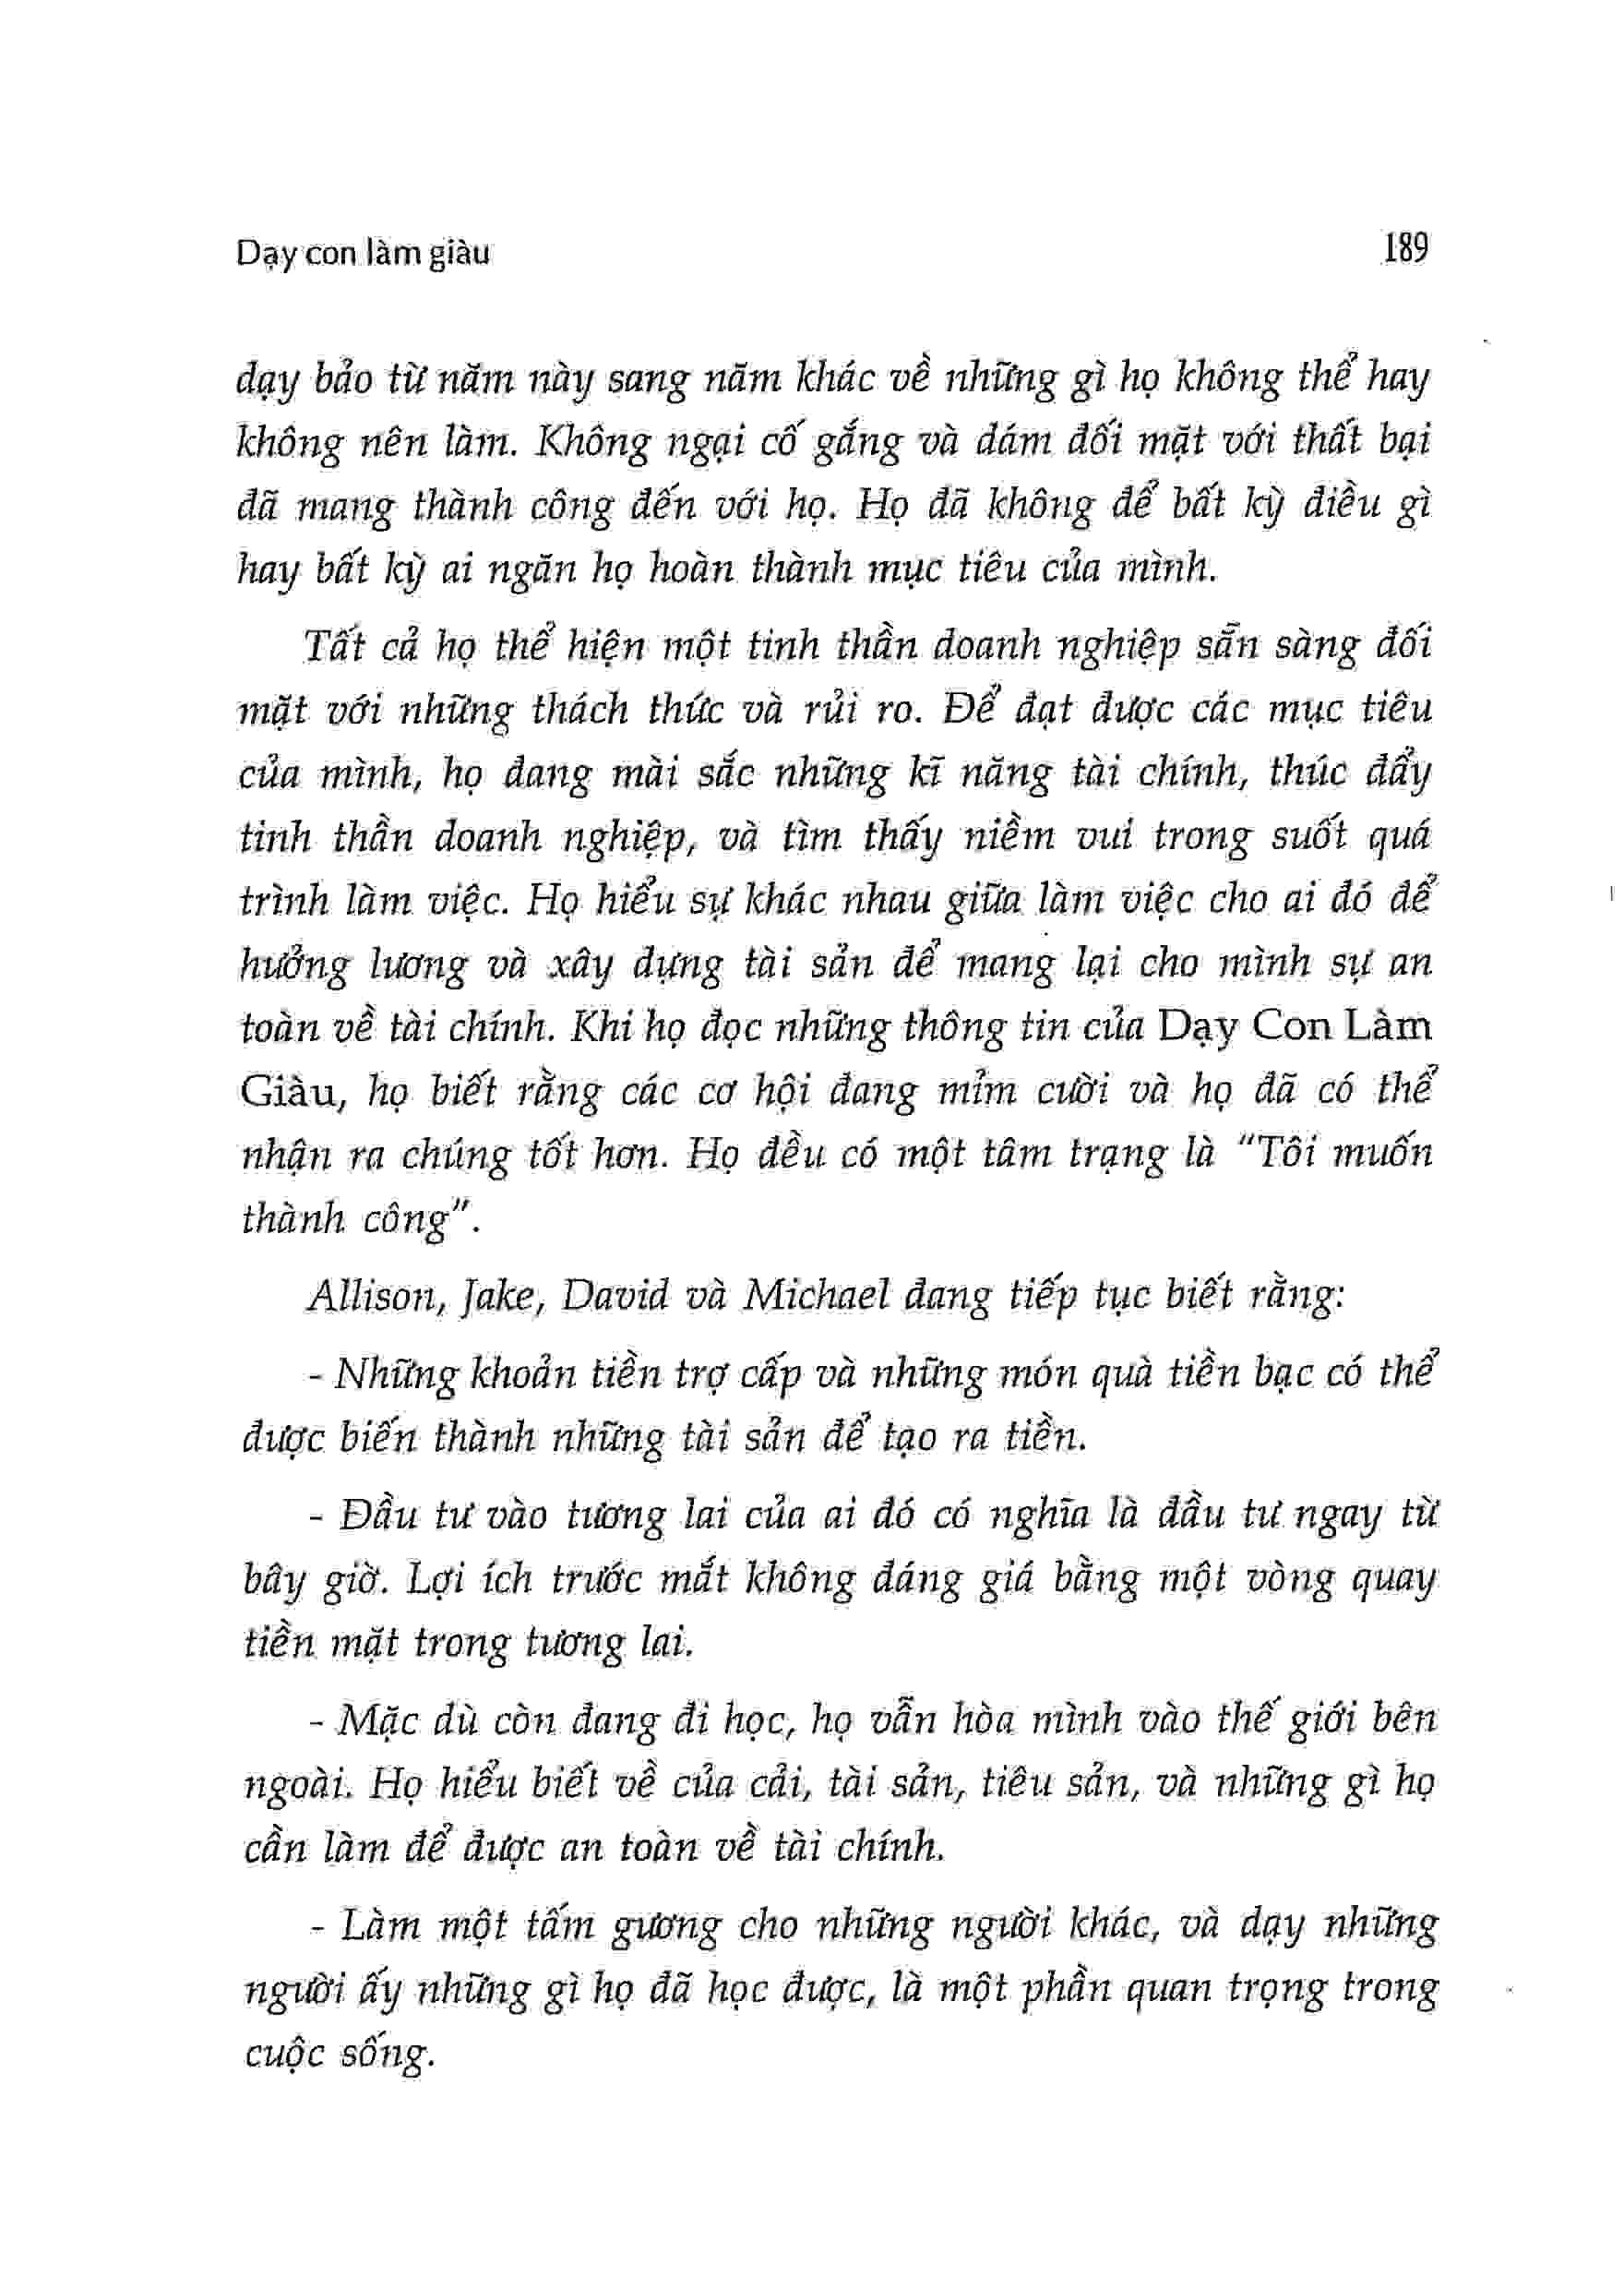 Dạy con làm giàu
189
dạy bảo từ năm này sang năm khác về những gì họ không thể hay
không nên làm. Không ngại cố gắng và dám đối mặt với thất bại
đã mang thành công đến với họ. Họ đã không để bất kỳ điều gì
hay bất kỳ ai ngăn họ hoàn thành mục tiêu của mình.
Tất cả họ thể hiện một tinh thần doanh nghiệp sẵn sàng đối
mặt với những thách thức và rủi ro. Để đạt được các mục tiêu
của mình, họ đang mài sắc những kĩ năng tài chính, thúc đẩy
tinh thần doanh nghiệp, và tìm thấy niềm vui trong suốt quá
trình làm việc. Họ hiểu sự khác nhau giữa làm việc cho ai đó để
hưởng lương và xây dựng tài sản để mang lại cho mình sự an
toàn về tài chính. Khi họ đọc những thông tin của Dạy Con Làm
Giàu, họ biết rằng các cơ hội đang mỉm cười và họ đã có thể
nhận ra chúng tốt hơn. Họ đều có một tâm trạng là "Tôi muốn
thành công".
Allison, Jake, David và Michael đang tiếp tục biết rằng:
- Những khoản tiền trợ cấp và những món quà tiền bạc có thể
được biến thành những tài sản để tạo ra tiền.
- Đầu tư vào tương lai của ai đó có nghĩa là đầu tư ngay từ
bây giờ. Lợi ích trước mắt không đáng giá bằng một vòng quay
tiền mặt trong tương lai.
- Mặc dù còn đang đi học, họ vẫn hòa mình vào thế giới bên
ngoài. Họ hiểu biết về của cải, tài sản, tiêu sản, và những gì họ
cần làm để được an toàn về tài chính.
- Làm một tấm gương cho những người khác, và dạy những
người ấy những gì họ đã học được, là một phần quan trọng trong
cuộc sống.